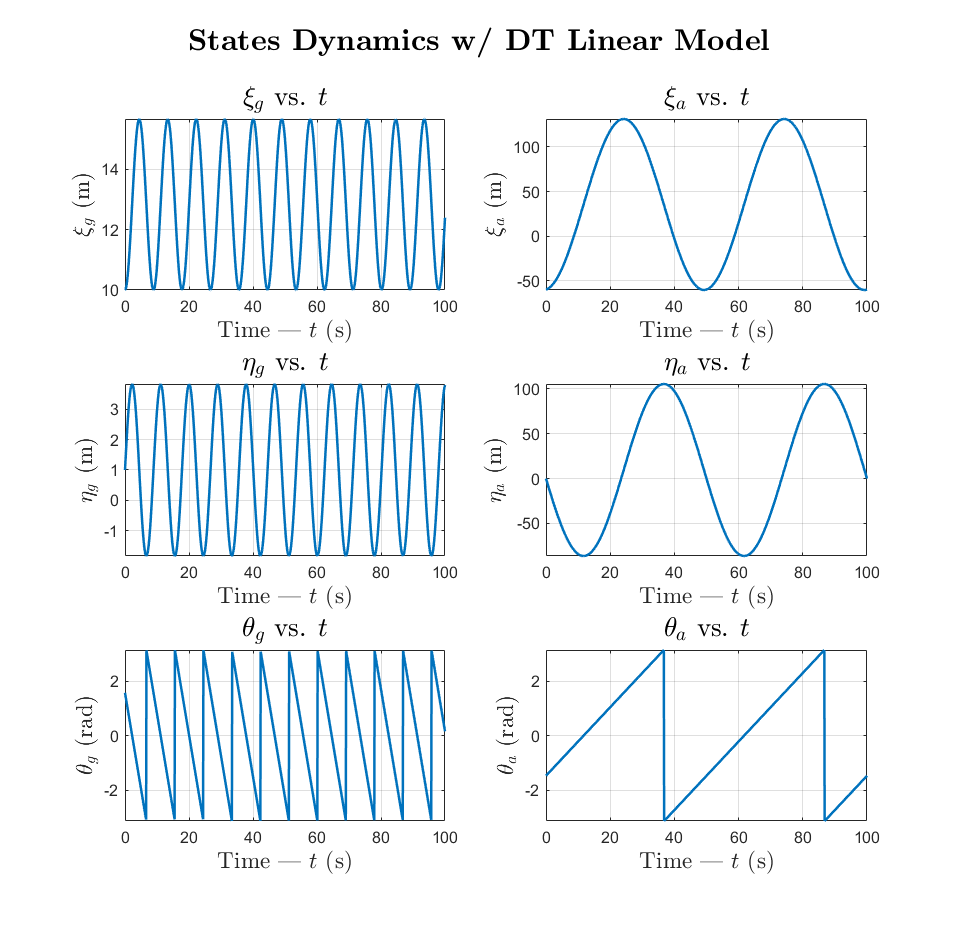 States Dynamics w/ DT Linear Model
ξg vs. t
ξg (m)
14
12
10
0 20 40 60 80 100
Time — t (s)
ξa vs. t
ξa (m)
100
50
0
-50
0 20 40 60 80 100
Time — t (s)
ηg vs. t
ηg (m)
3
2
1
0
-1
0 20 40 60 80 100
Time — t (s)
ηa vs. t
ηa (m)
100
50
0
-50
0 20 40 60 80 100
Time — t (s)
θg vs. t
θg (rad)
2
0
-2
0 20 40 60 80 100
Time — t (s)
θa vs. t
θa (rad)
2
0
-2
0 20 40 60 80 100
Time — t (s)